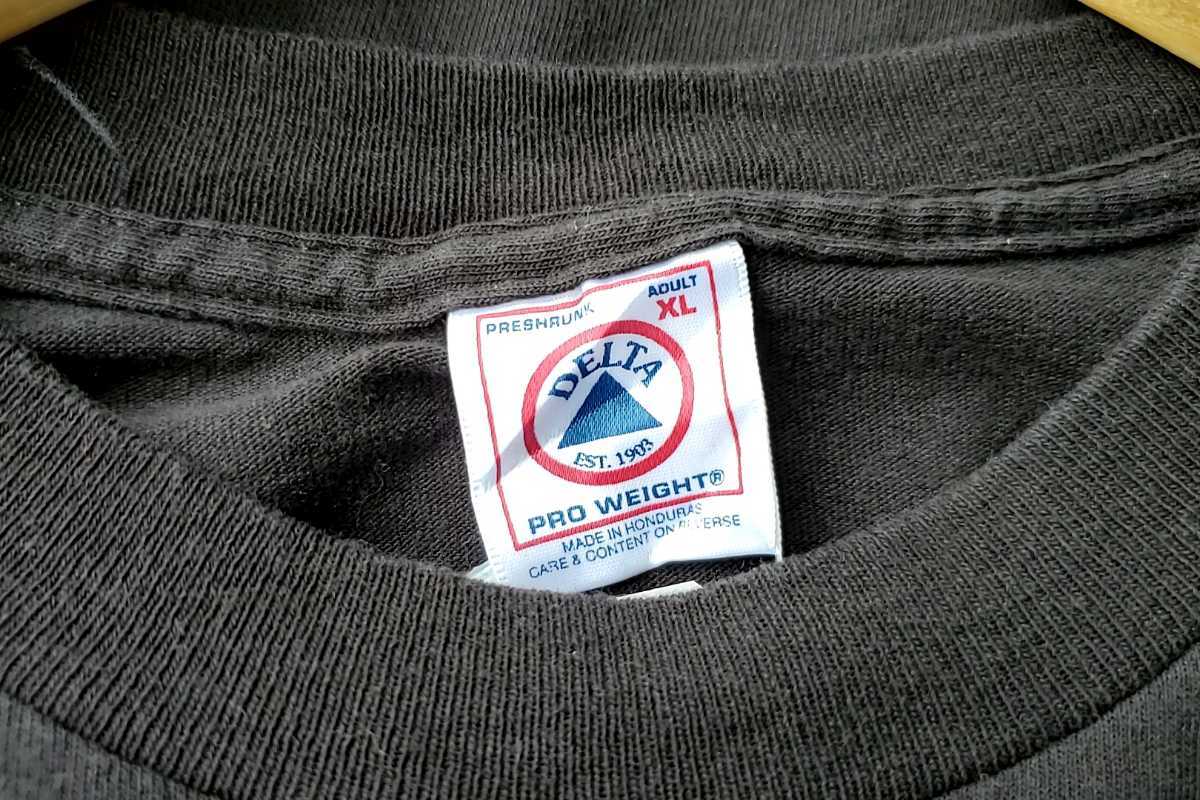 PRESHRUNK
ADULT
XL
DELTA
EST. 1903
PRO WEIGHT®
MADE IN HONDURAS
CARE & CONTENT ON REVERSE